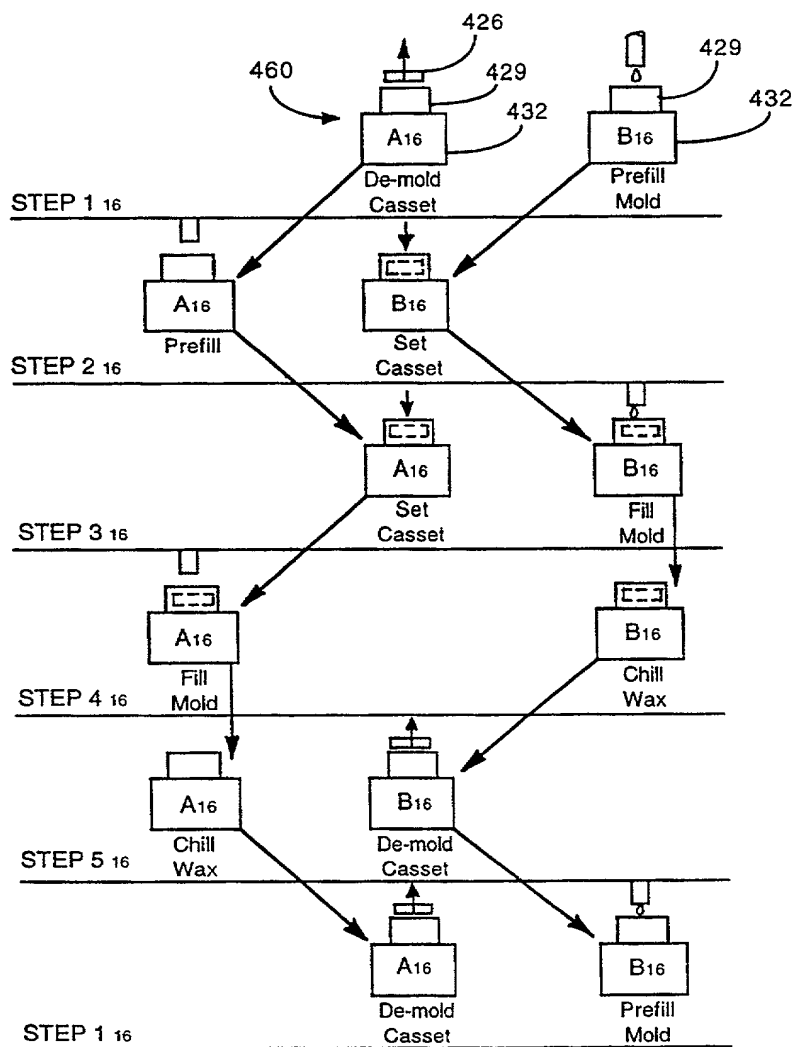 426
460
429
429
432
432
A16
B16
De-mold
Casset
Prefill
Mold
STEP 1 16
A16
B16
Prefill
Set
Casset
STEP 2 16
A16
B16
Set
Casset
Fill
Mold
STEP 3 16
A16
B16
Fill
Mold
Chill
Wax
STEP 4 16
A16
B16
Chill
Wax
De-mold
Casset
STEP 5 16
A16
B16
De-mold
Casset
Prefill
Mold
STEP 1 16